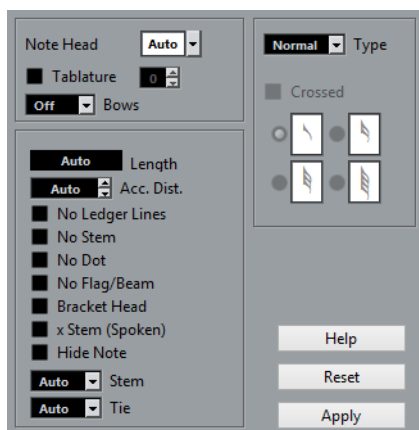 Note Head Auto
Tablature 0
Off Bows
Auto Length
Auto Acc. Dist.
No Ledger Lines
No Stem
No Dot
No Flag/Beam
Bracket Head
x Stem (Spoken)
Hide Note
Auto Stem
Auto Tie
Normal Type
Crossed
Help
Reset
Apply